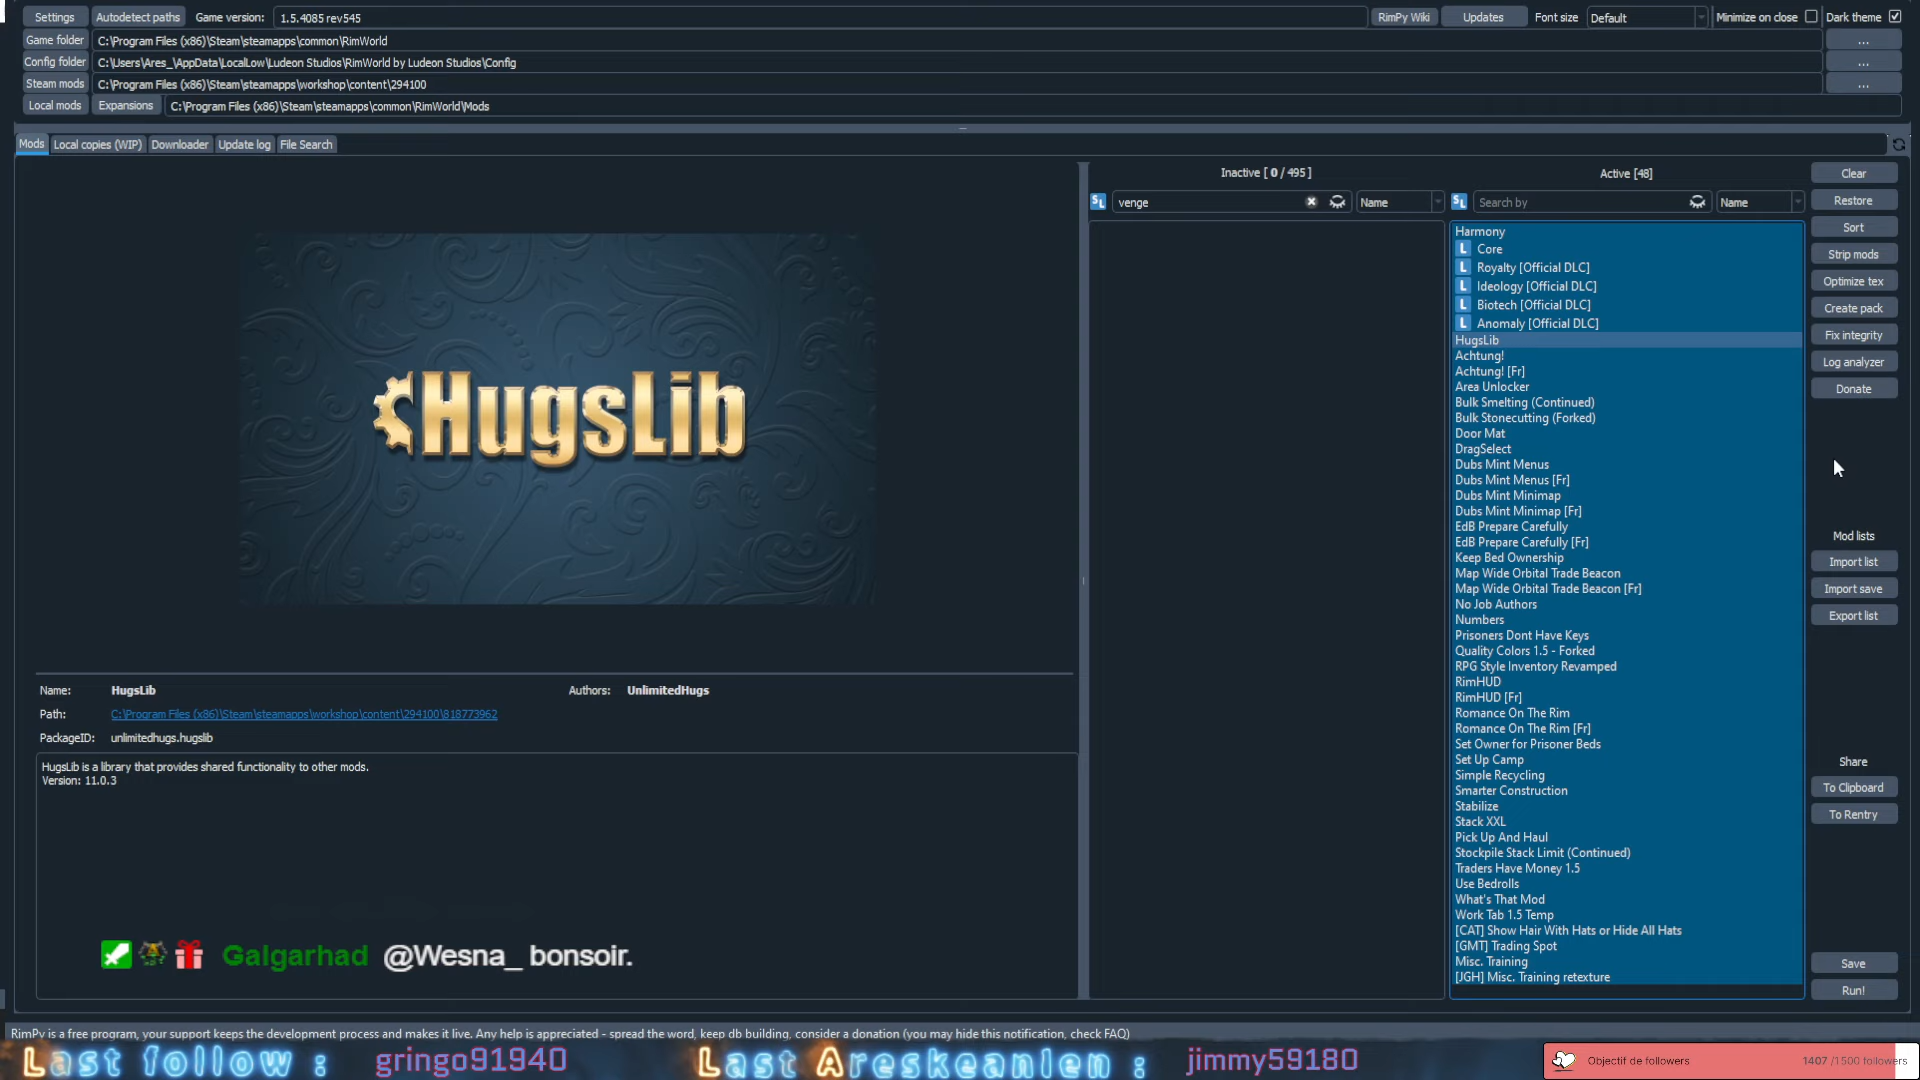 Settings Autodetect paths Game version: 1.5.4085 rev545 RimPy Wiki Updates Font size Default Minimize on close Dark theme
Game folder C:\Program Files (x86)\Steam\steamapps\common\RimWorld ...
Config folder C:\Users\Ares_\AppData\LocalLow\Ludeon Studios\RimWorld by Ludeon Studios\Config ...
Steam mods C:\Program Files (x86)\Steam\steamapps\workshop\content\294100 ...
Local mods Expansions C:\Program Files (x86)\Steam\steamapps\common\RimWorld\Mods
Mods Local copies (WIP) Downloader Update log File Search
HugsLib
Name: HugsLib Authors: UnlimitedHugs
Path: C:\Program Files (x86)\Steam\steamapps\workshop\content\294100\818773962
PackageID: unlimitedhugs.hugslib
HugsLib is a library that provides shared functionality to other mods.
Version: 11.0.3
Galgarhad @Wesna_ bonsoir.
Inactive [ 0 / 495 ]
SL venge Name
Active [48]
SL Search by Name
Harmony
L Core
L Royalty [Official DLC]
L Ideology [Official DLC]
L Biotech [Official DLC]
L Anomaly [Official DLC]
HugsLib
Achtung!
Achtung! [Fr]
Area Unlocker
Bulk Smelting (Continued)
Bulk Stonecutting (Forked)
Door Mat
DragSelect
Dubs Mint Menus
Dubs Mint Menus [Fr]
Dubs Mint Minimap
Dubs Mint Minimap [Fr]
EdB Prepare Carefully
EdB Prepare Carefully [Fr]
Keep Bed Ownership
Map Wide Orbital Trade Beacon
Map Wide Orbital Trade Beacon [Fr]
No Job Authors
Numbers
Prisoners Dont Have Keys
Quality Colors 1.5 - Forked
RPG Style Inventory Revamped
RimHUD
RimHUD [Fr]
Romance On The Rim
Romance On The Rim [Fr]
Set Owner for Prisoner Beds
Set Up Camp
Simple Recycling
Smarter Construction
Stabilize
Stack XXL
Pick Up And Haul
Stockpile Stack Limit (Continued)
Traders Have Money 1.5
Use Bedrolls
What's That Mod
Work Tab 1.5 Temp
[CAT] Show Hair With Hats or Hide All Hats
[GMT] Trading Spot
Misc. Training
[JGH] Misc. Training retexture
Clear
Restore
Sort
Strip mods
Optimize tex
Create pack
Fix integrity
Log analyzer
Donate
Mod lists
Import list
Import save
Export list
Share
To Clipboard
To Rentry
Save
Run!
RimPy is a free program, your support keeps the development process and makes it live. Any help is appreciated - spread the word, keep db building, consider a donation (you may hide this notification, check FAQ)
Last follow : gringo91940 Last Areskeanien : jimmy59180
Objectif de followers 1407 /1500 followers